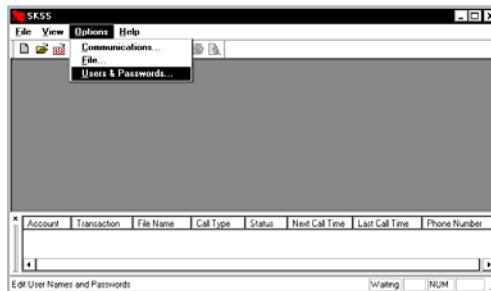 SKSS
File View Options Help
Communications...
File...
Users & Passwords...
Account Transaction File Name Call Type Status Next Call Time Last Call Time Phone Number
Edit User Names and Passwords Waiting NUM